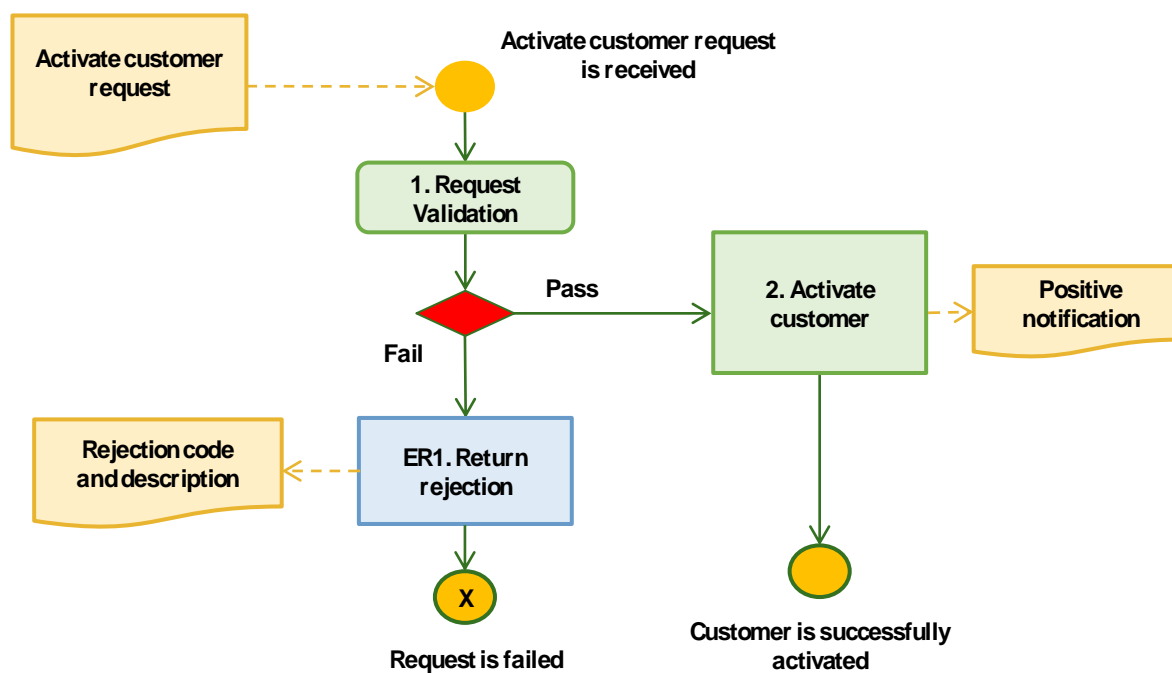 Activate customer request
is received
Activate customer
request
1. Request
Validation
Pass
2. Activate
customer
Positive
notification
Fail
Rejection code
and description
ER1. Return
rejection
X
Request is failed
Customer is successfully
activated